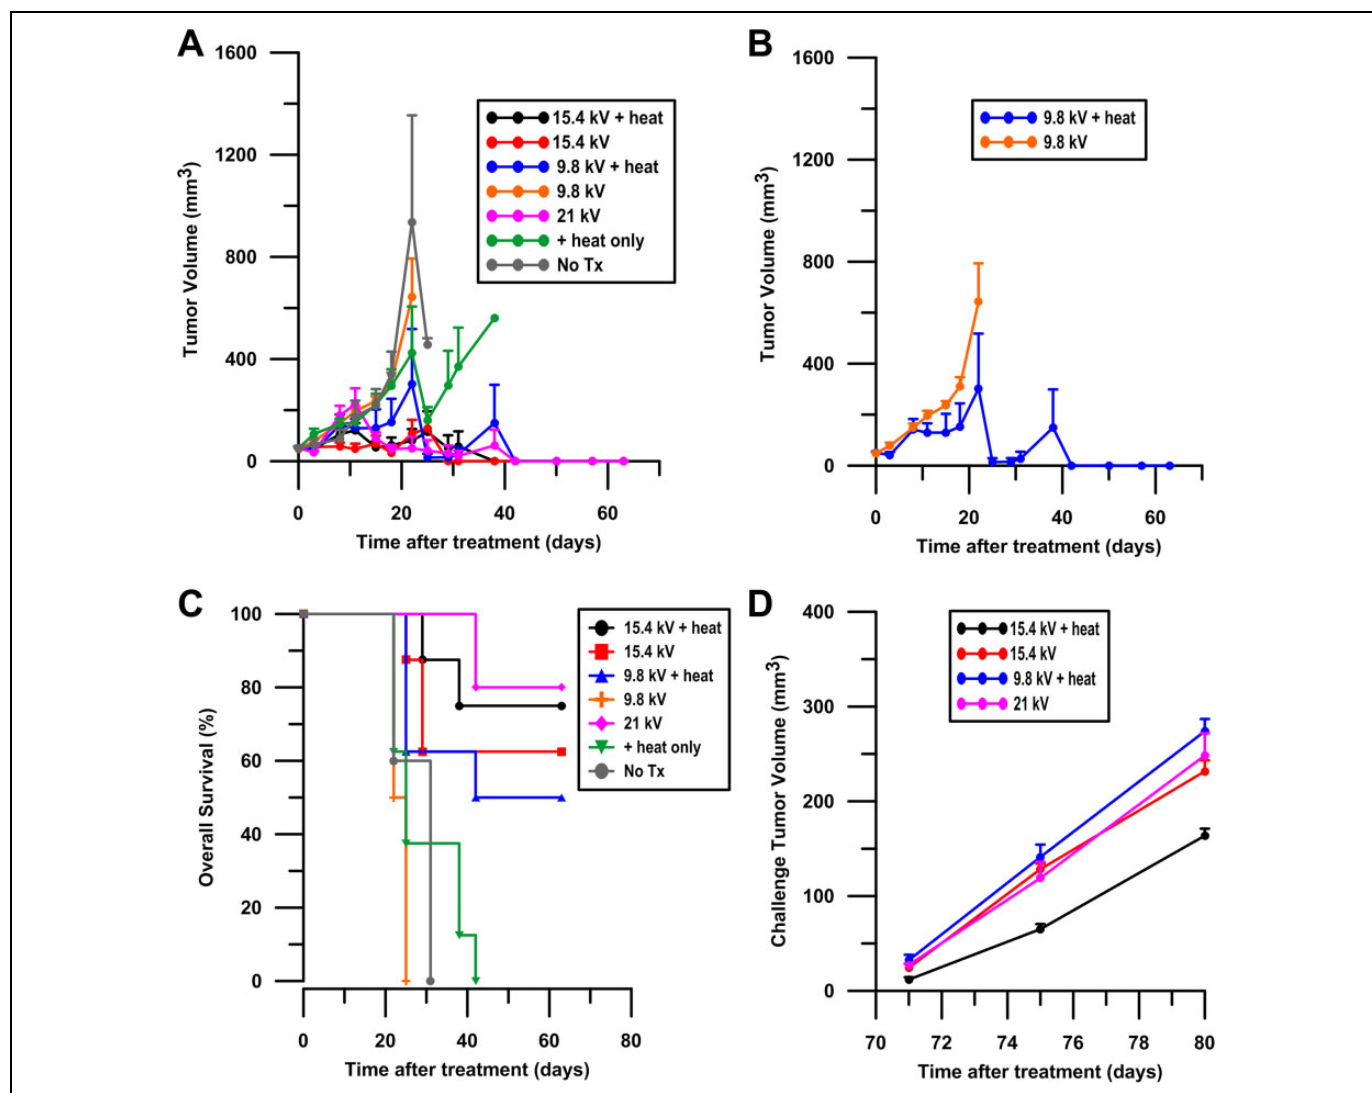 A
1600
1200
800
400
0
Tumor Volume (mm3)
15.4 kV + heat
15.4 kV
9.8 kV + heat
9.8 kV
21 kV
+ heat only
No Tx
0 20 40 60
Time after treatment (days)
B
1600
1200
800
400
0
Tumor Volume (mm3)
9.8 kV + heat
9.8 kV
0 20 40 60
Time after treatment (days)
C
100
80
60
40
20
0
Overall Survival (%)
15.4 kV + heat
15.4 kV
9.8 kV + heat
9.8 kV
21 kV
+ heat only
No Tx
0 20 40 60 80
Time after treatment (days)
D
400
300
200
100
0
Challenge Tumor Volume (mm3)
15.4 kV + heat
15.4 kV
9.8 kV + heat
21 kV
70 72 74 76 78 80
Time after treatment (days)